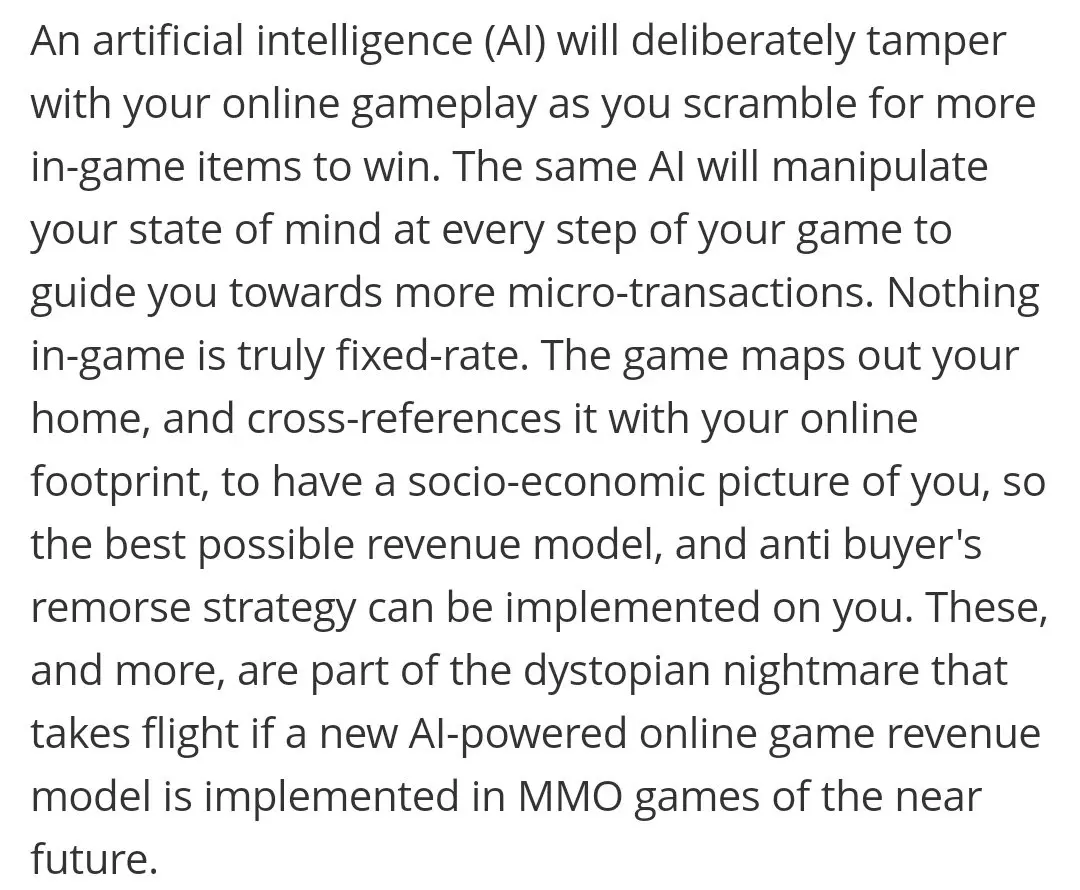 An artificial intelligence (AI) will deliberately tamper
with your online gameplay as you scramble for more
in-game items to win. The same AI will manipulate
your state of mind at every step of your game to
guide you towards more micro-transactions. Nothing
in-game is truly fixed-rate. The game maps out your
home, and cross-references it with your online
footprint, to have a socio-economic picture of you, so
the best possible revenue model, and anti buyer's
remorse strategy can be implemented on you. These,
and more, are part of the dystopian nightmare that
takes flight if a new AI-powered online game revenue
model is implemented in MMO games of the near
future.